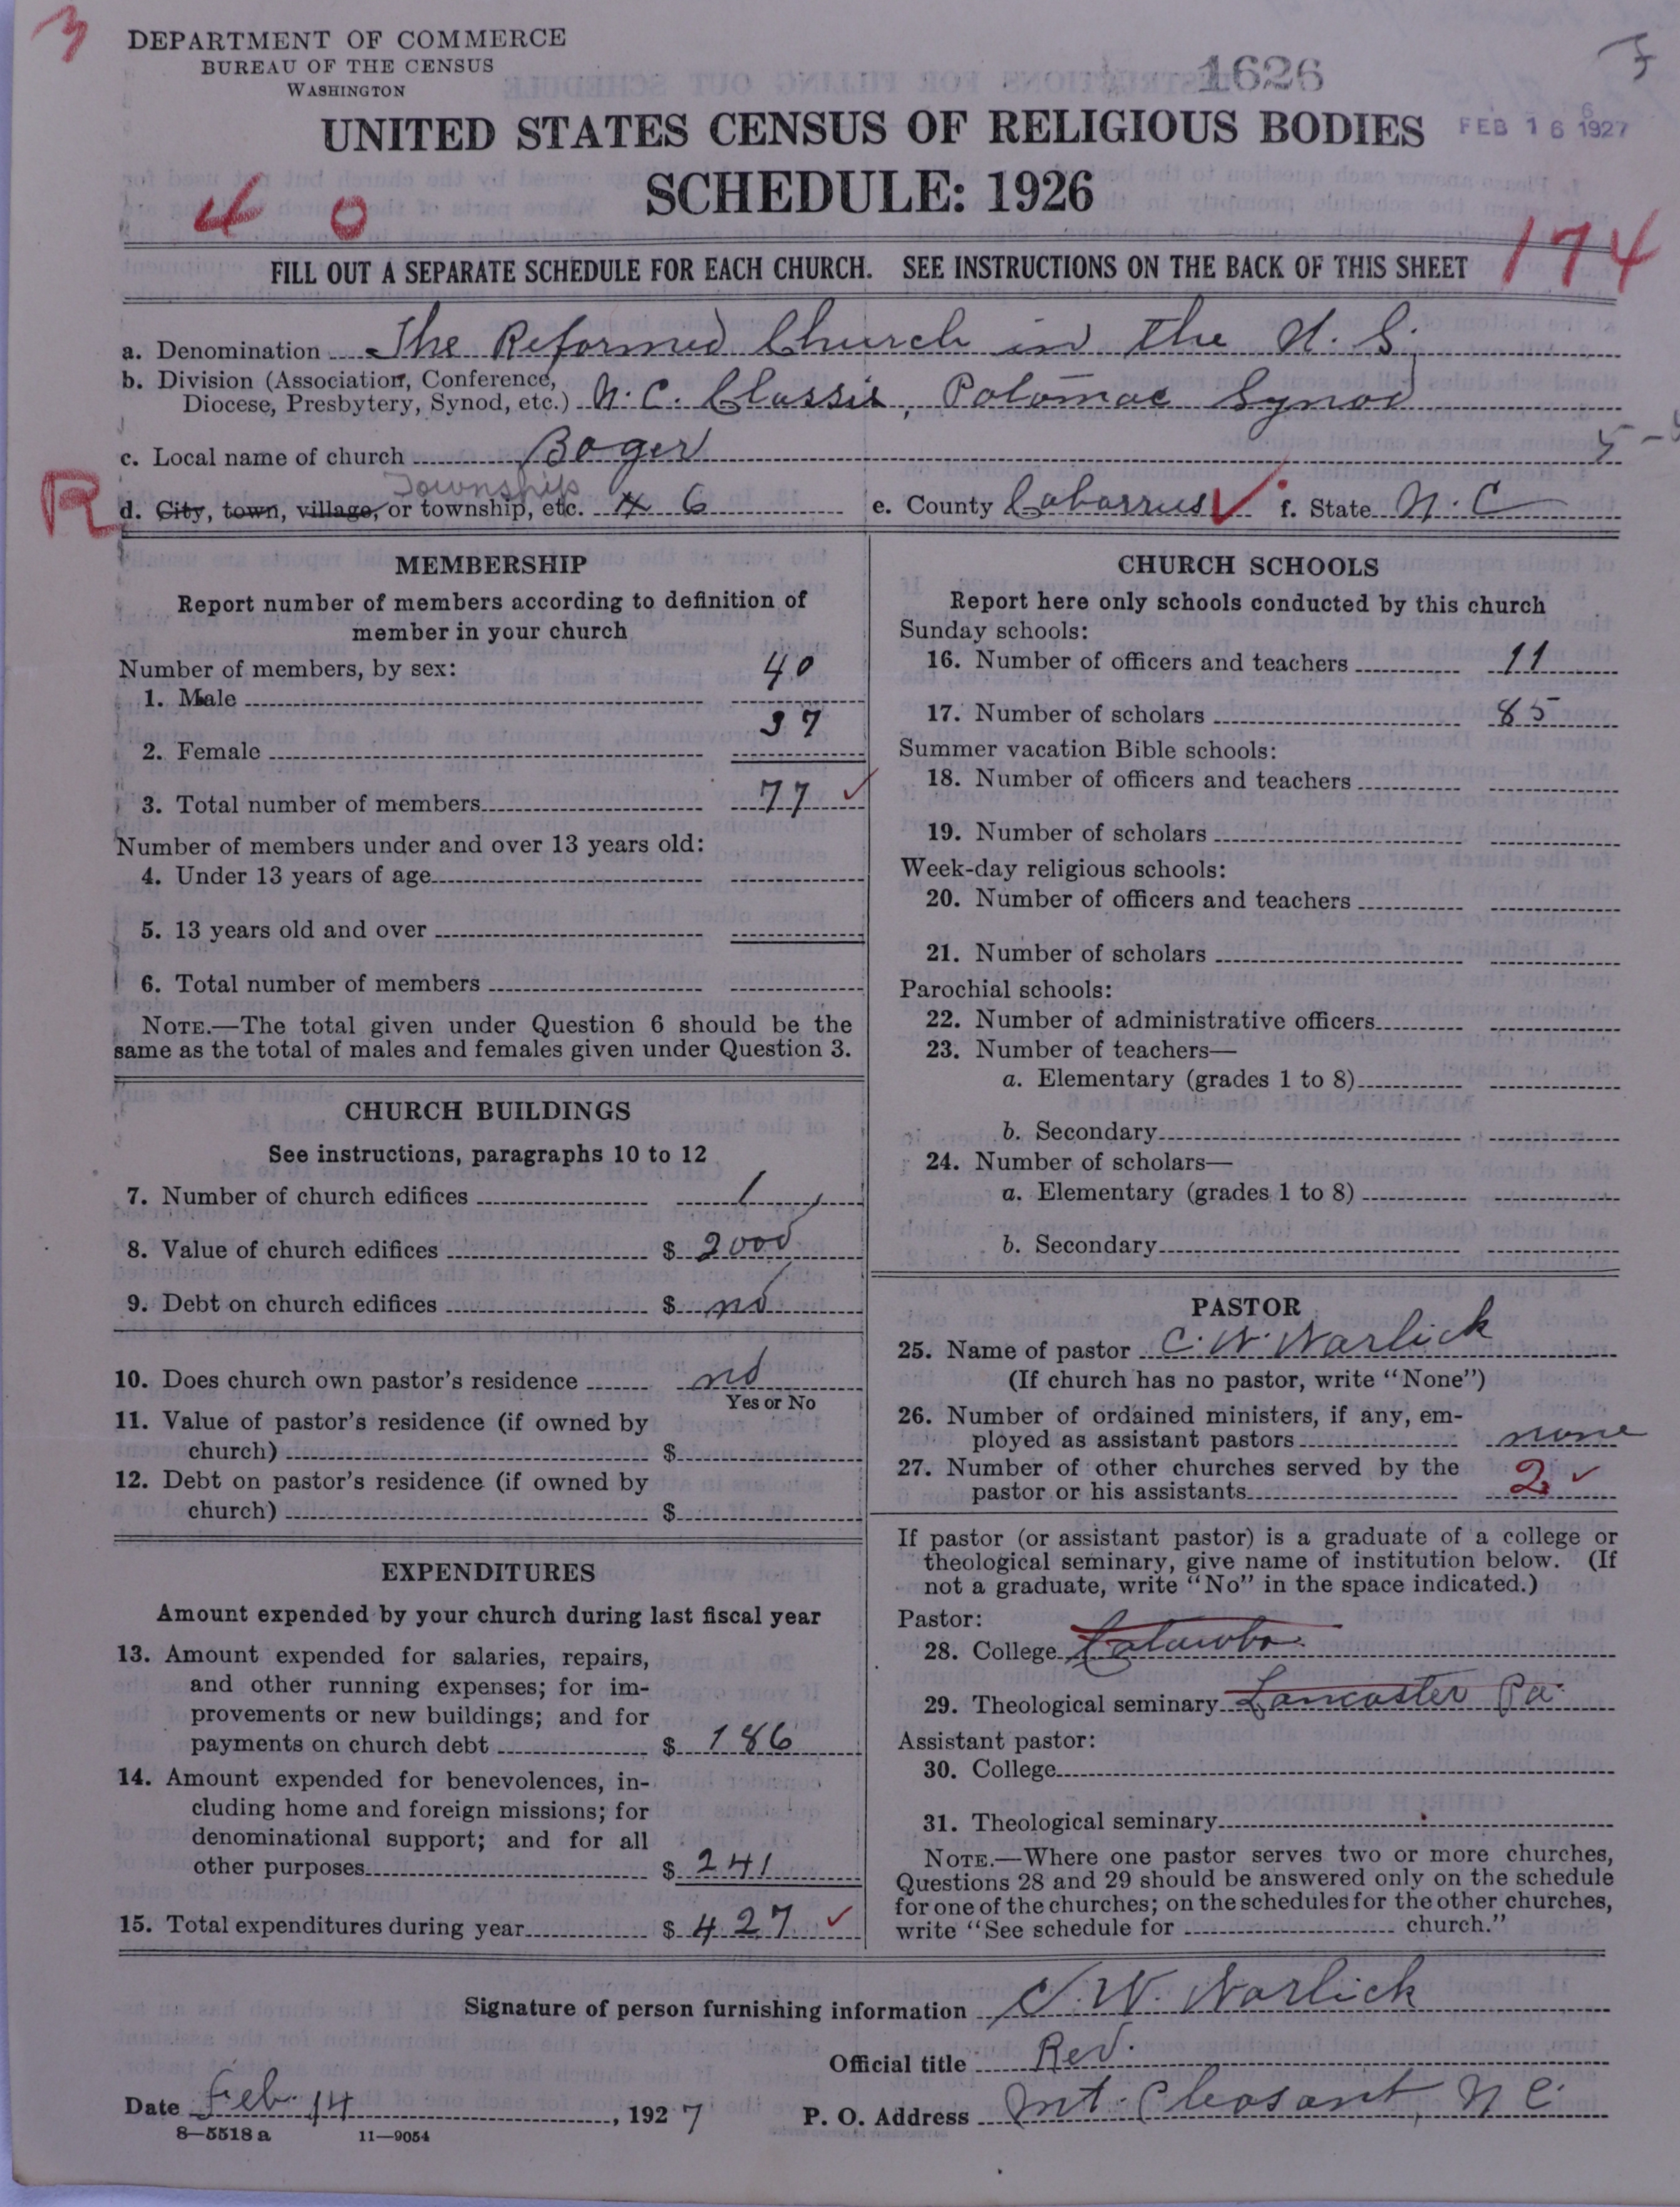 3
DEPARTMENT OF COMMERCE
BUREAU OF THE CENSUS
WASHINGTON
1626
UNITED STATES CENSUS OF RELIGIOUS BODIES
FEB 16 1927
6
SCHEDULE: 1926
40
174
FILL OUT A SEPARATE SCHEDULE FOR EACH CHURCH. SEE INSTRUCTIONS ON THE BACK OF THIS SHEET
a. Denomination The Reformed Church in the U. S.
b. Division (Association, Conference,
Diocese, Presbytery, Synod, etc.) N. C. Classis, Potomac Synod
c. Local name of church Boger
R
Township
d. City, town, village, or township, etc. # 6 e. County Cabarrus f. State N. C
MEMBERSHIP
Report number of members according to definition of
member in your church
Number of members, by sex:
1. Male 40
2. Female 37
3. Total number of members 77 ✓
Number of members under and over 13 years old:
4. Under 13 years of age
5. 13 years old and over
6. Total number of members
NOTE.—The total given under Question 6 should be the
same as the total of males and females given under Question 3.
CHURCH BUILDINGS
See instructions, paragraphs 10 to 12
7. Number of church edifices 1
8. Value of church edifices $ 2000
9. Debt on church edifices $ no
10. Does church own pastor's residence no
Yes or No
11. Value of pastor's residence (if owned by
church) $
12. Debt on pastor's residence (if owned by
church) $
EXPENDITURES
Amount expended by your church during last fiscal year
13. Amount expended for salaries, repairs,
and other running expenses; for im-
provements or new buildings; and for
payments on church debt $ 186
14. Amount expended for benevolences, in-
cluding home and foreign missions; for
denominational support; and for all
other purposes $ 241
15. Total expenditures during year $ 427 ✓
CHURCH SCHOOLS
Report here only schools conducted by this church
Sunday schools:
16. Number of officers and teachers 11
17. Number of scholars 85
Summer vacation Bible schools:
18. Number of officers and teachers
19. Number of scholars
Week-day religious schools:
20. Number of officers and teachers
21. Number of scholars
Parochial schools:
22. Number of administrative officers
23. Number of teachers—
a. Elementary (grades 1 to 8)
b. Secondary
24. Number of scholars—
a. Elementary (grades 1 to 8)
b. Secondary
PASTOR
25. Name of pastor C. W. Warlick
(If church has no pastor, write "None")
26. Number of ordained ministers, if any, em-
ployed as assistant pastors none
27. Number of other churches served by the
pastor or his assistants 2 ✓
If pastor (or assistant pastor) is a graduate of a college or
theological seminary, give name of institution below. (If
not a graduate, write "No" in the space indicated.)
Pastor:
28. College Catawba
29. Theological seminary Lancaster Pa.
Assistant pastor:
30. College
31. Theological seminary
NOTE.—Where one pastor serves two or more churches,
Questions 28 and 29 should be answered only on the schedule
for one of the churches; on the schedules for the other churches,
write "See schedule for church."
Signature of person furnishing information C. W. Warlick
Official title Rev.
Date Feb. 14, 1927 P. O. Address Mt. Pleasant, N C.
8—5518 a 11—9054